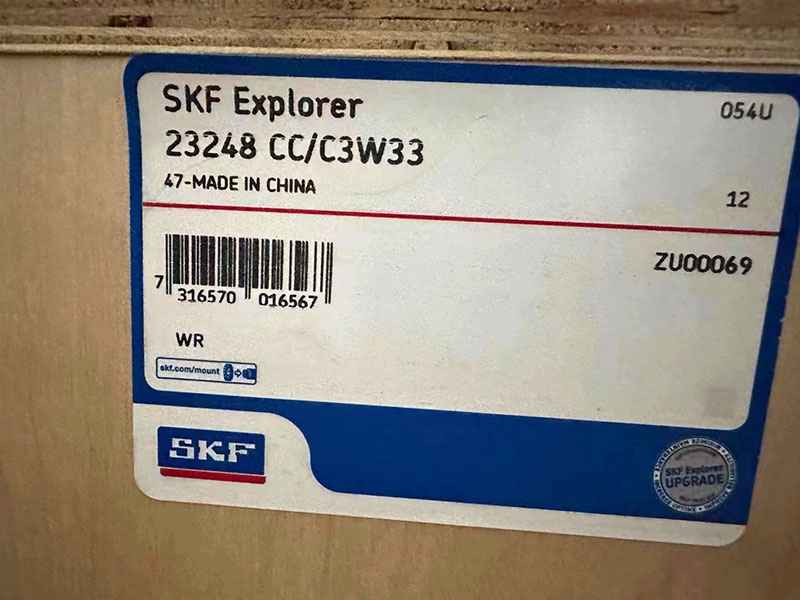 SKF Explorer
054U
23248 CC/C3W33
47-MADE IN CHINA
12
ZU00069
7 316570 016567
WR
skf.com/mount
SKF
SKF Explorer
UPGRADE